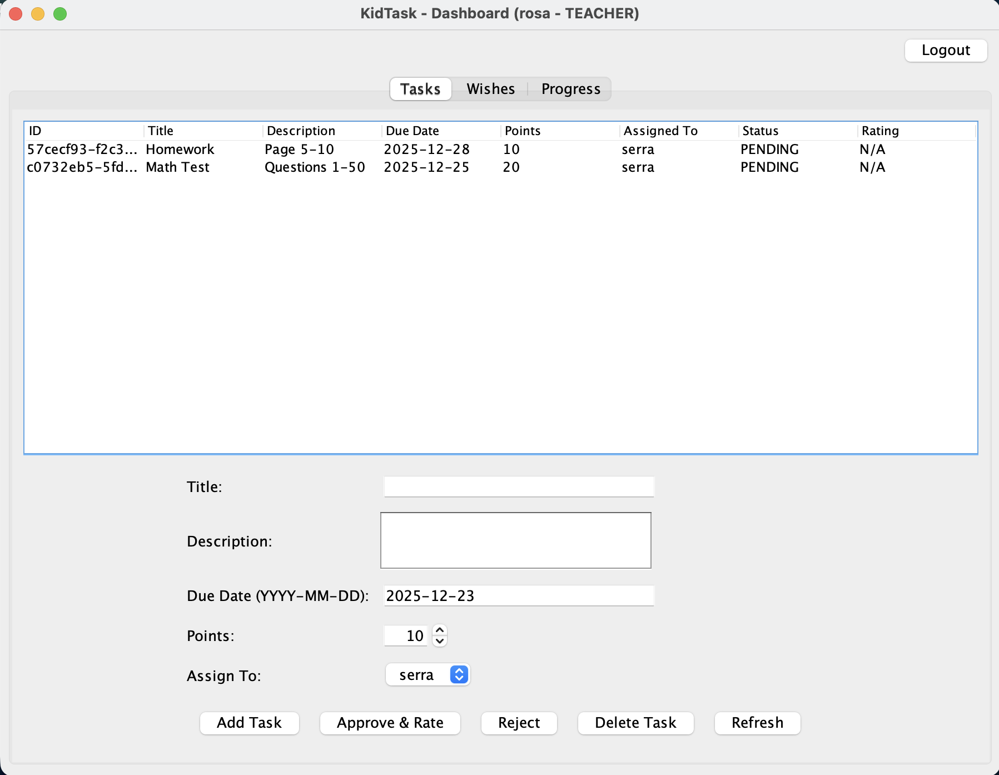 KidTask - Dashboard (rosa - TEACHER)
Logout
Tasks Wishes Progress
ID Title Description Due Date Points Assigned To Status Rating
57cecf93-f2c3... Homework Page 5-10 2025-12-28 10 serra PENDING N/A
c0732eb5-5fd... Math Test Questions 1-50 2025-12-25 20 serra PENDING N/A
Title:
Description:
Due Date (YYYY-MM-DD): 2025-12-23
Points: 10
Assign To: serra
Add Task Approve & Rate Reject Delete Task Refresh